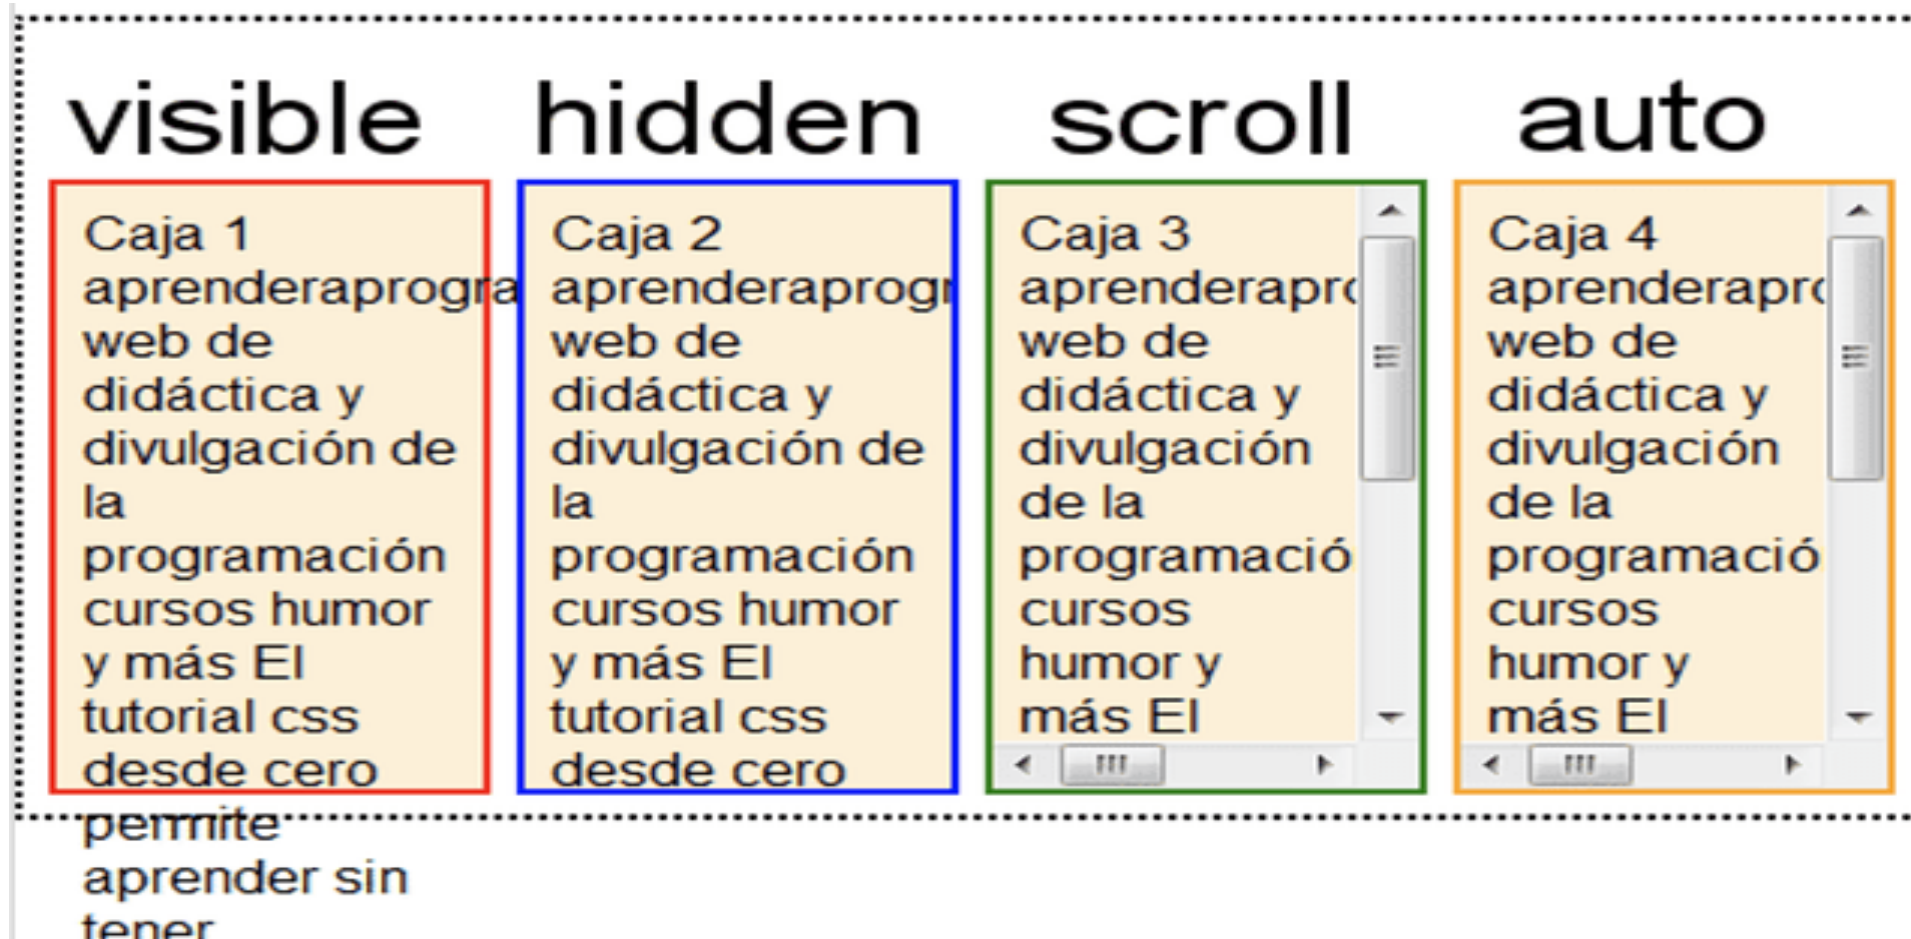 visible
hidden
scroll
auto
Caja 1
aprenderaprogra
web de
didáctica y
divulgación de
la
programación
cursos humor
y más El
tutorial css
desde cero
permite
aprender sin
tener
Caja 2
aprenderaprogr
web de
didáctica y
divulgación de
la
programación
cursos humor
y más El
tutorial css
desde cero
Caja 3
aprenderapro
web de
didáctica y
divulgación
de la
programació
cursos
humor y
más El
Caja 4
aprenderapro
web de
didáctica y
divulgación
de la
programació
cursos
humor y
más El